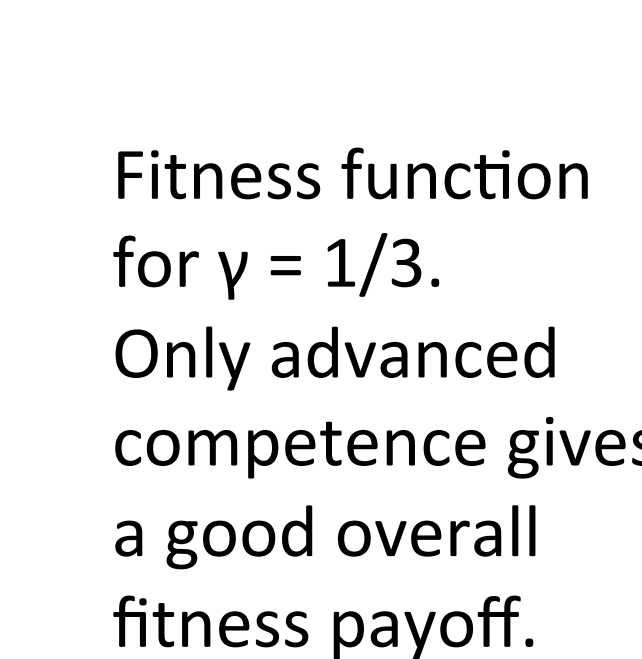 Fitness function
for γ = 1/3.
Only advanced
competence gives
a good overall
fitness payoff.